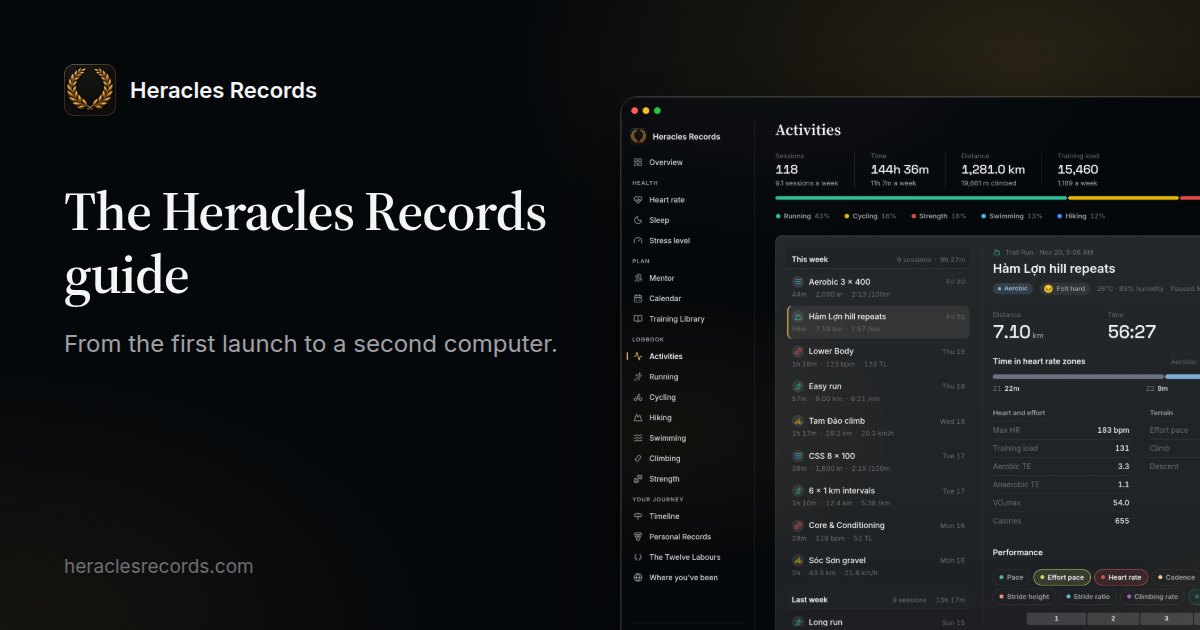 Heracles Records
The Heracles Records
guide
From the first launch to a second computer.
heraclesrecords.com
Heracles Records
Overview
HEALTH
Heart rate
Sleep
Stress level
PLAN
Mentor
Calendar
Training Library
LOGBOOK
Activities
Running
Cycling
Hiking
Swimming
Climbing
Strength
YOUR JOURNEY
Timeline
Personal Records
The Twelve Labours
Where you've been
Activities
Sessions Time Distance Training load
118 144h 36m 1,281.0 km 15,460
9.1 sessions a week 11h 7m a week 19,661 m climbed 1,189 a week
Running 43% Cycling 16% Strength 16% Swimming 13% Hiking 12%
This week 9 sessions · 9h 27m
Aerobic 3 × 400 Fri 20
44m · 2,000 m · 2:13 /100m
Hàm Lợn hill repeats Fri 20
56m · 7.10 km · 7:57 /km
Lower Body Thu 19
1h 18m · 123 bpm · 123 TL
Easy run Thu 19
57m · 9.00 km · 6:21 /km
Tam Đảo climb Wed 18
1h 17m · 26.2 km · 20.3 km/h
CSS 8 × 100 Tue 17
36m · 1,600 m · 2:15 /100m
6 × 1 km intervals Tue 17
1h 10m · 12.4 km · 5:38 /km
Core & Conditioning Mon 16
28m · 119 bpm · 52 TL
Sóc Sơn gravel Mon 16
2h · 43.5 km · 21.8 km/h
Last week 9 sessions · 13h 17m
Long run Sun 15
Trail Run · Nov 20, 5:36 AM
Hàm Lợn hill repeats
Aerobic Felt hard 26°C · 89% humidity Paused
Distance Time
7.10 km 56:27
Time in heart rate zones Aerobic
Z1 22m Z2 9m
Heart and effort Terrain
Max HR 183 bpm Effort pace
Training load 131 Climb
Aerobic TE 3.3 Descent
Anaerobic TE 1.1
VO₂max 54.0
Calories 655
Performance
Pace Effort pace Heart rate Cadence
Stride height Stride ratio Climbing rate
1 2 3